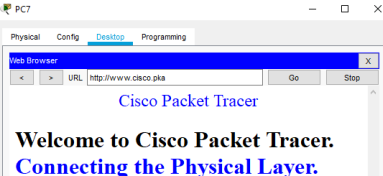 PC7
Physical Config Desktop Programming
Web Browser X
< > URL http://www.cisco.pka Go Stop
Cisco Packet Tracer
Welcome to Cisco Packet Tracer.
Connecting the Physical Layer.